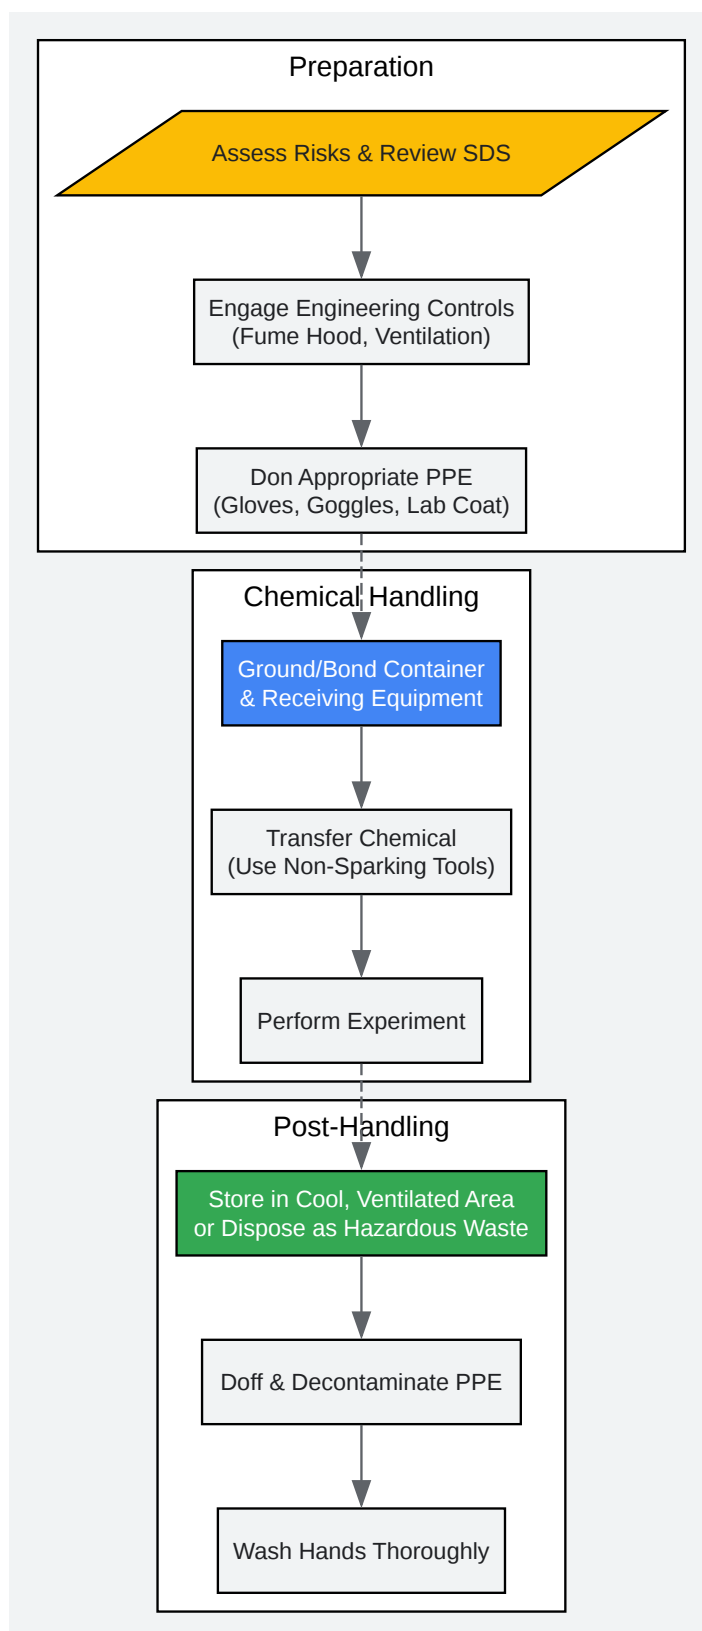 Preparation
Assess Risks & Review SDS
Engage Engineering Controls
(Fume Hood, Ventilation)
Don Appropriate PPE
(Gloves, Goggles, Lab Coat)
Chemical Handling
Ground/Bond Container
& Receiving Equipment
Transfer Chemical
(Use Non-Sparking Tools)
Perform Experiment
Post-Handling
Store in Cool, Ventilated Area
or Dispose as Hazardous Waste
Doff & Decontaminate PPE
Wash Hands Thoroughly